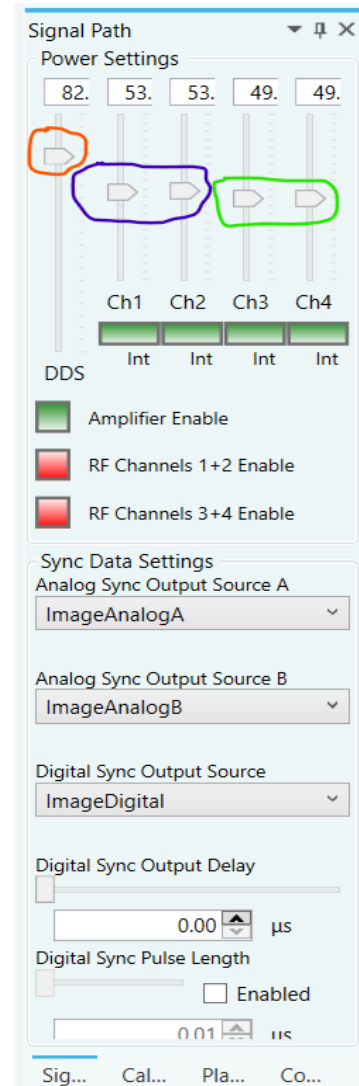 Signal Path
Power Settings
82. 53. 53. 49. 49.
Ch1 Ch2 Ch3 Ch4
Int Int Int Int
DDS
Amplifier Enable
RF Channels 1+2 Enable
RF Channels 3+4 Enable
Sync Data Settings
Analog Sync Output Source A
ImageAnalogA
Analog Sync Output Source B
ImageAnalogB
Digital Sync Output Source
ImageDigital
Digital Sync Output Delay
0.00 µs
Digital Sync Pulse Length
Enabled
0.01 µs
Sig... Cal... Pla... Co...